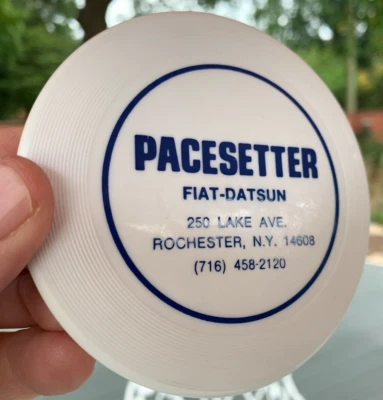 PACESETTER
FIAT-DATSUN
250 LAKE AVE.
ROCHESTER, N.Y. 14608
(716) 458-2120